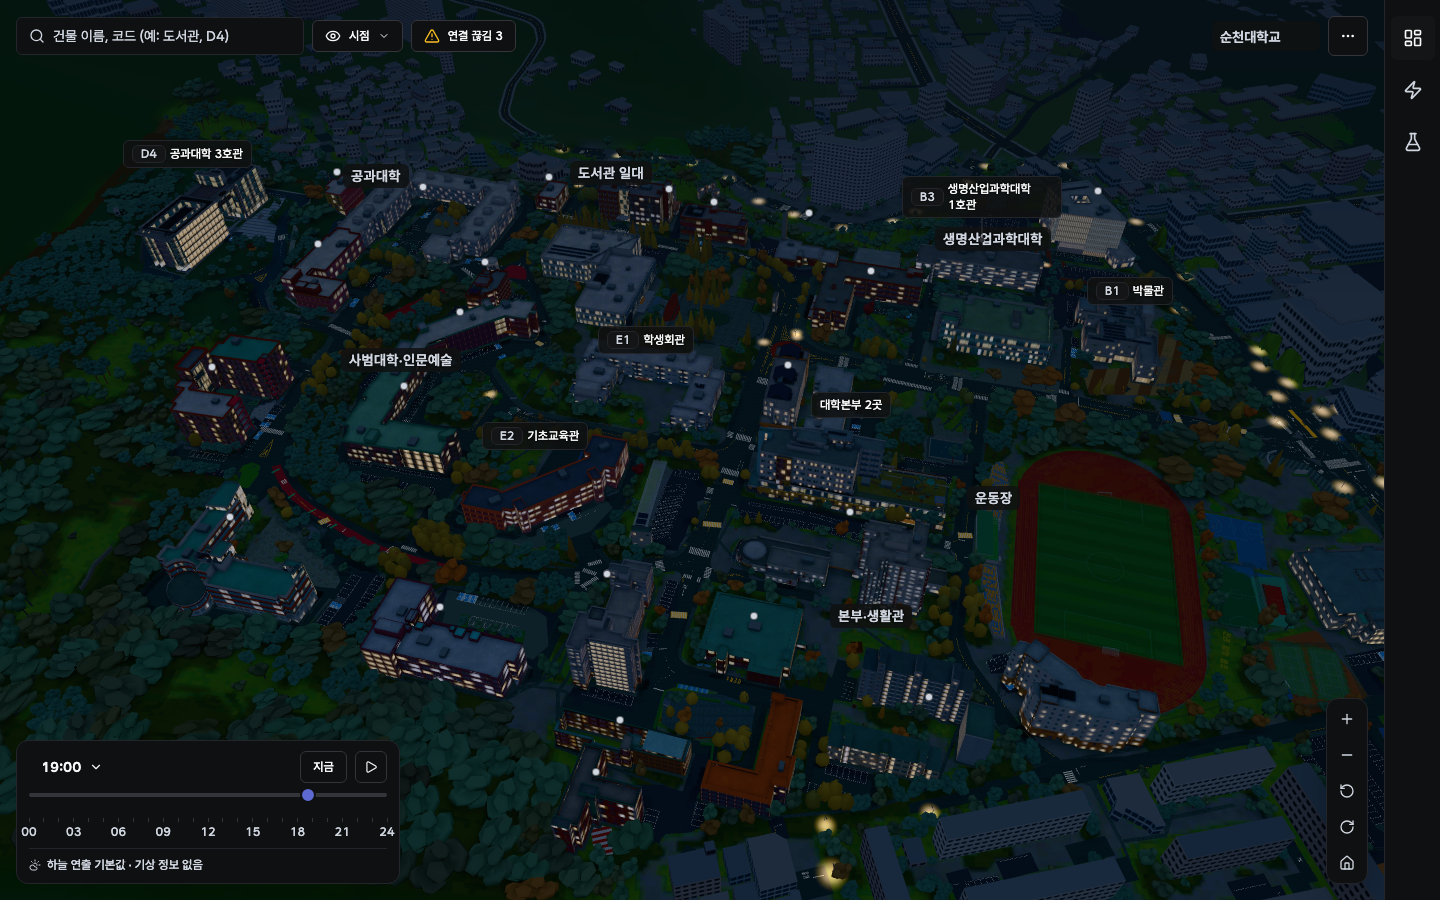 건물 이름, 코드 (예: 도서관, D4)
시점
연결 끊김 3
순천대학교
D4 공과대학 3호관
공과대학
도서관 일대
B3 생명산업과학대학
1호관
생명산업과학대학
B1 박물관
E1 학생회관
사범대학·인문예술
대학본부 2곳
E2 기초교육관
운동장
본부·생활관
19:00
지금
00 03 06 09 12 15 18 21 24
하늘 연출 기본값 · 기상 정보 없음